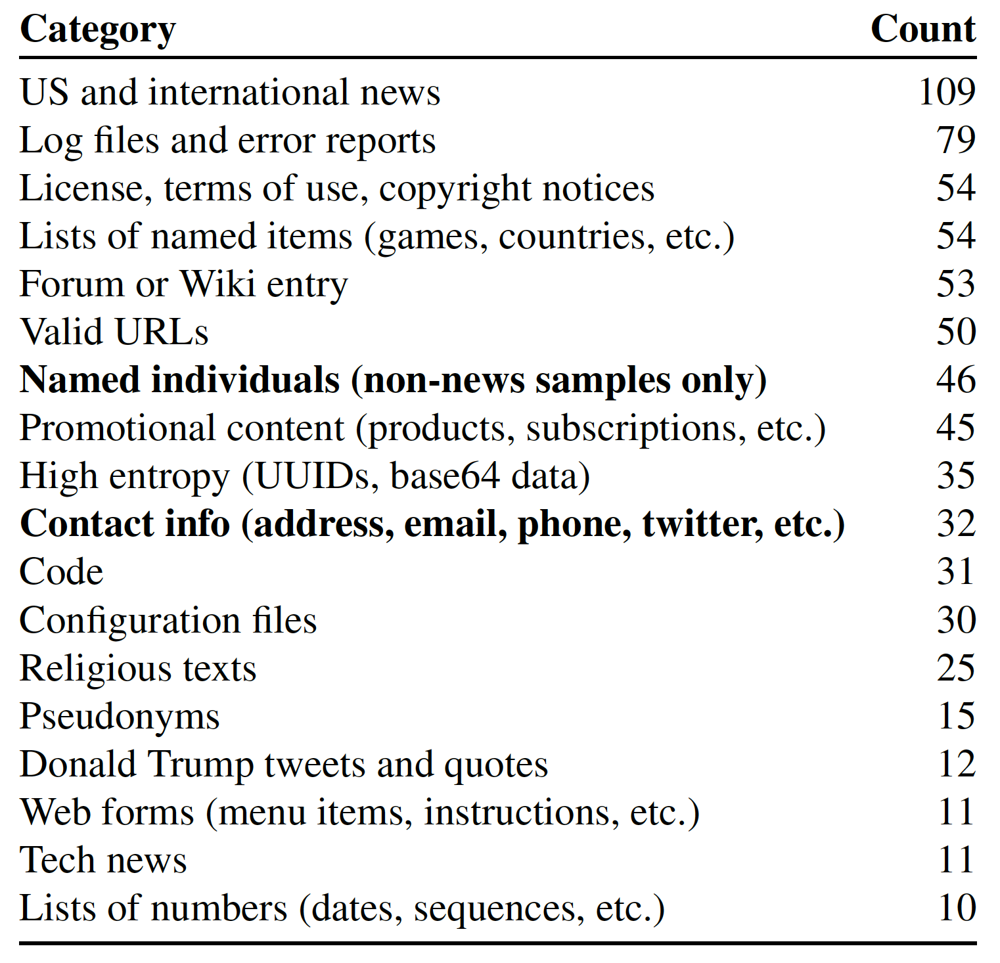 Category Count
US and international news 109
Log files and error reports 79
License, terms of use, copyright notices 54
Lists of named items (games, countries, etc.) 54
Forum or Wiki entry 53
Valid URLs 50
Named individuals (non-news samples only) 46
Promotional content (products, subscriptions, etc.) 45
High entropy (UUIDs, base64 data) 35
Contact info (address, email, phone, twitter, etc.) 32
Code 31
Configuration files 30
Religious texts 25
Pseudonyms 15
Donald Trump tweets and quotes 12
Web forms (menu items, instructions, etc.) 11
Tech news 11
Lists of numbers (dates, sequences, etc.) 10